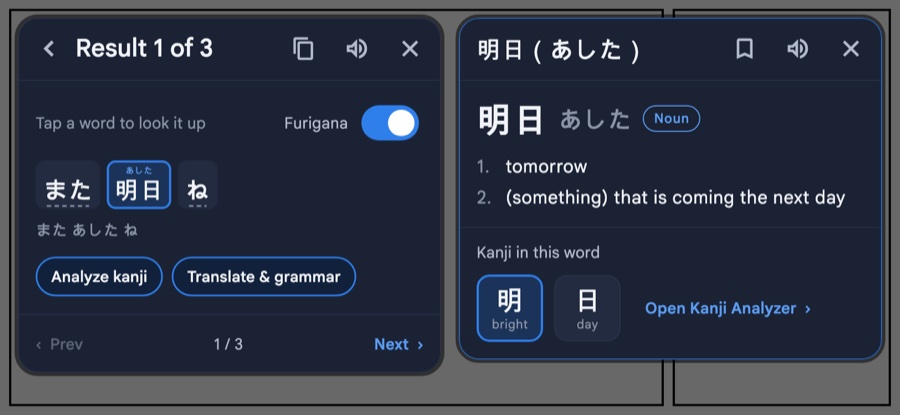 Result 1 of 3
Tap a word to look it up
Furigana
あした
また 明日 ね
また あした ね
Analyze kanji
Translate & grammar
‹ Prev
1 / 3
Next ›
明日 ( あした )
明日 あした Noun
1. tomorrow
2. (something) that is coming the next day
Kanji in this word
明 日
bright day
Open Kanji Analyzer ›